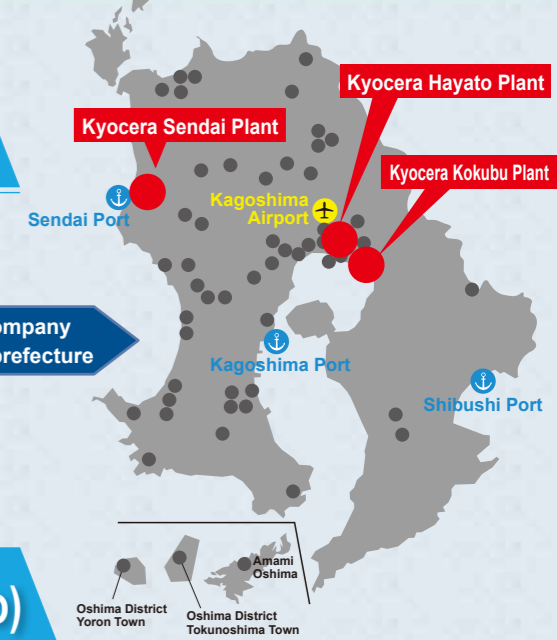 Kyocera Hayato Plant
Kyocera Sendai Plant
Kyocera Kokubu Plant
Kagoshima
Airport
Sendai Port
ompany
prefecture
Kagoshima Port
Shibushi Port
Amami
Oshima
Oshima District
Yoron Town
Oshima District
Tokunoshima Town
)